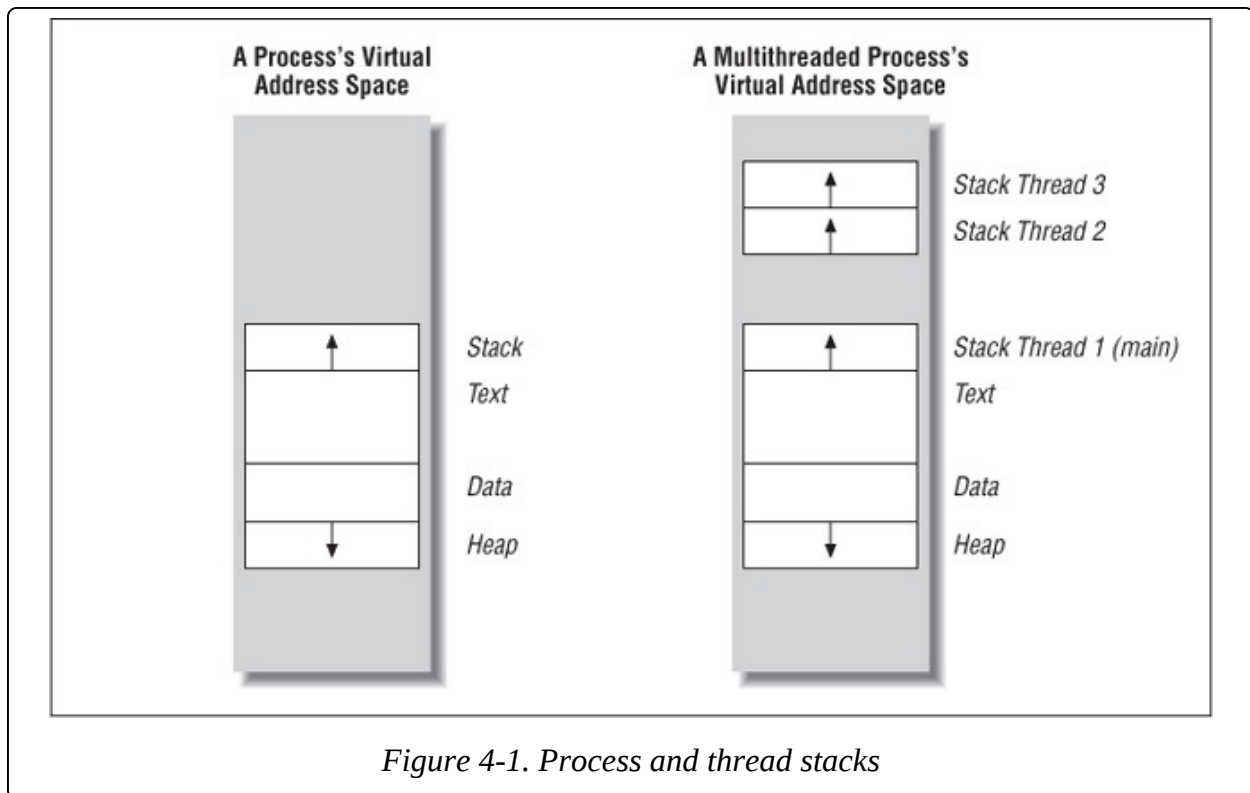 A Process's Virtual
Address Space
Stack
Text
Data
Heap
A Multithreaded Process's
Virtual Address Space
Stack Thread 3
Stack Thread 2
Stack Thread 1 (main)
Text
Data
Heap
Figure 4-1. Process and thread stacks